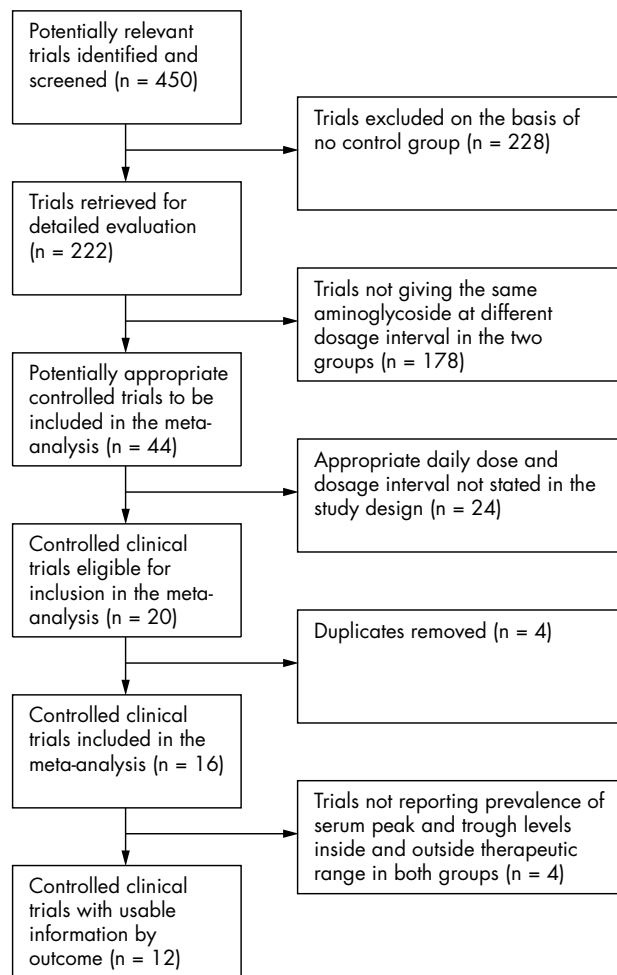 Potentially relevant
trials identified and
screened (n = 450)
Trials excluded on the basis of
no control group (n = 228)
Trials retrieved for
detailed evaluation
(n = 222)
Trials not giving the same
aminoglycoside at different
dosage interval in the two
groups (n = 178)
Potentially appropriate
controlled trials to be
included in the meta-
analysis (n = 44)
Appropriate daily dose and
dosage interval not stated in the
study design (n = 24)
Controlled clinical
trials eligible for
inclusion in the meta-
analysis (n = 20)
Duplicates removed (n = 4)
Controlled clinical
trials included in the
meta-analysis (n = 16)
Trials not reporting prevalence of
serum peak and trough levels
inside and outside therapeutic
range in both groups (n = 4)
Controlled clinical
trials with usable
information by
outcome (n = 12)